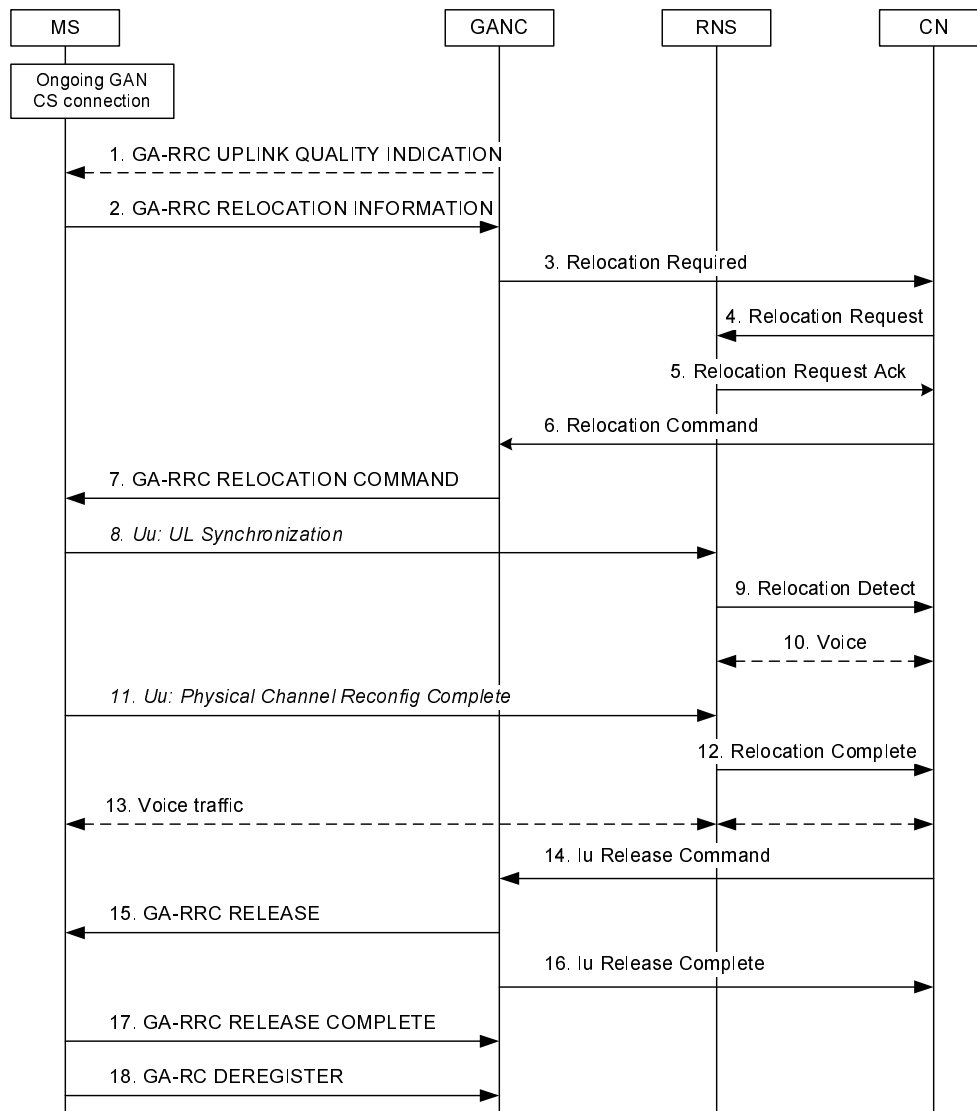 MS
GANC
RNS
CN
Ongoing GAN
CS connection
1. GA-RRC UPLINK QUALITY INDICATION
2. GA-RRC RELOCATION INFORMATION
3. Relocation Required
4. Relocation Request
5. Relocation Request Ack
6. Relocation Command
7. GA-RRC RELOCATION COMMAND
8. Uu: UL Synchronization
9. Relocation Detect
10. Voice
11. Uu: Physical Channel Reconfig Complete
12. Relocation Complete
13. Voice traffic
14. Iu Release Command
15. GA-RRC RELEASE
16. Iu Release Complete
17. GA-RRC RELEASE COMPLETE
18. GA-RC DEREGISTER